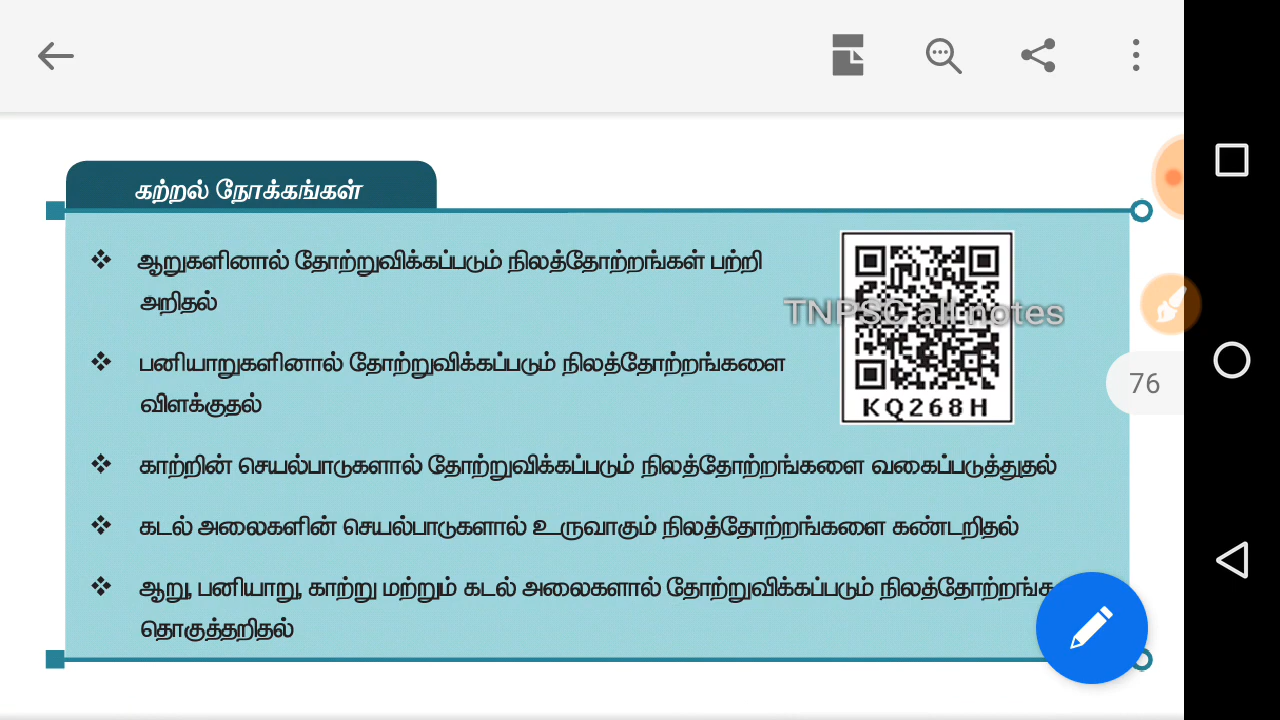 கற்றல் நோக்கங்கள்
❖ ஆறுகளினால் தோற்றுவிக்கப்படும் நிலத்தோற்றங்கள் பற்றி
அறிதல்
TNPSC all notes
❖ பனியாறுகளினால் தோற்றுவிக்கப்படும் நிலத்தோற்றங்களை
விளக்குதல்
KQ268H
76
❖ காற்றின் செயல்பாடுகளால் தோற்றுவிக்கப்படும் நிலத்தோற்றங்களை வகைப்படுத்துதல்
❖ கடல் அலைகளின் செயல்பாடுகளால் உருவாகும் நிலத்தோற்றங்களை கண்டறிதல்
❖ ஆறு, பனியாறு, காற்று மற்றும் கடல் அலைகளால் தோற்றுவிக்கப்படும்
தொகுத்தறிதல்